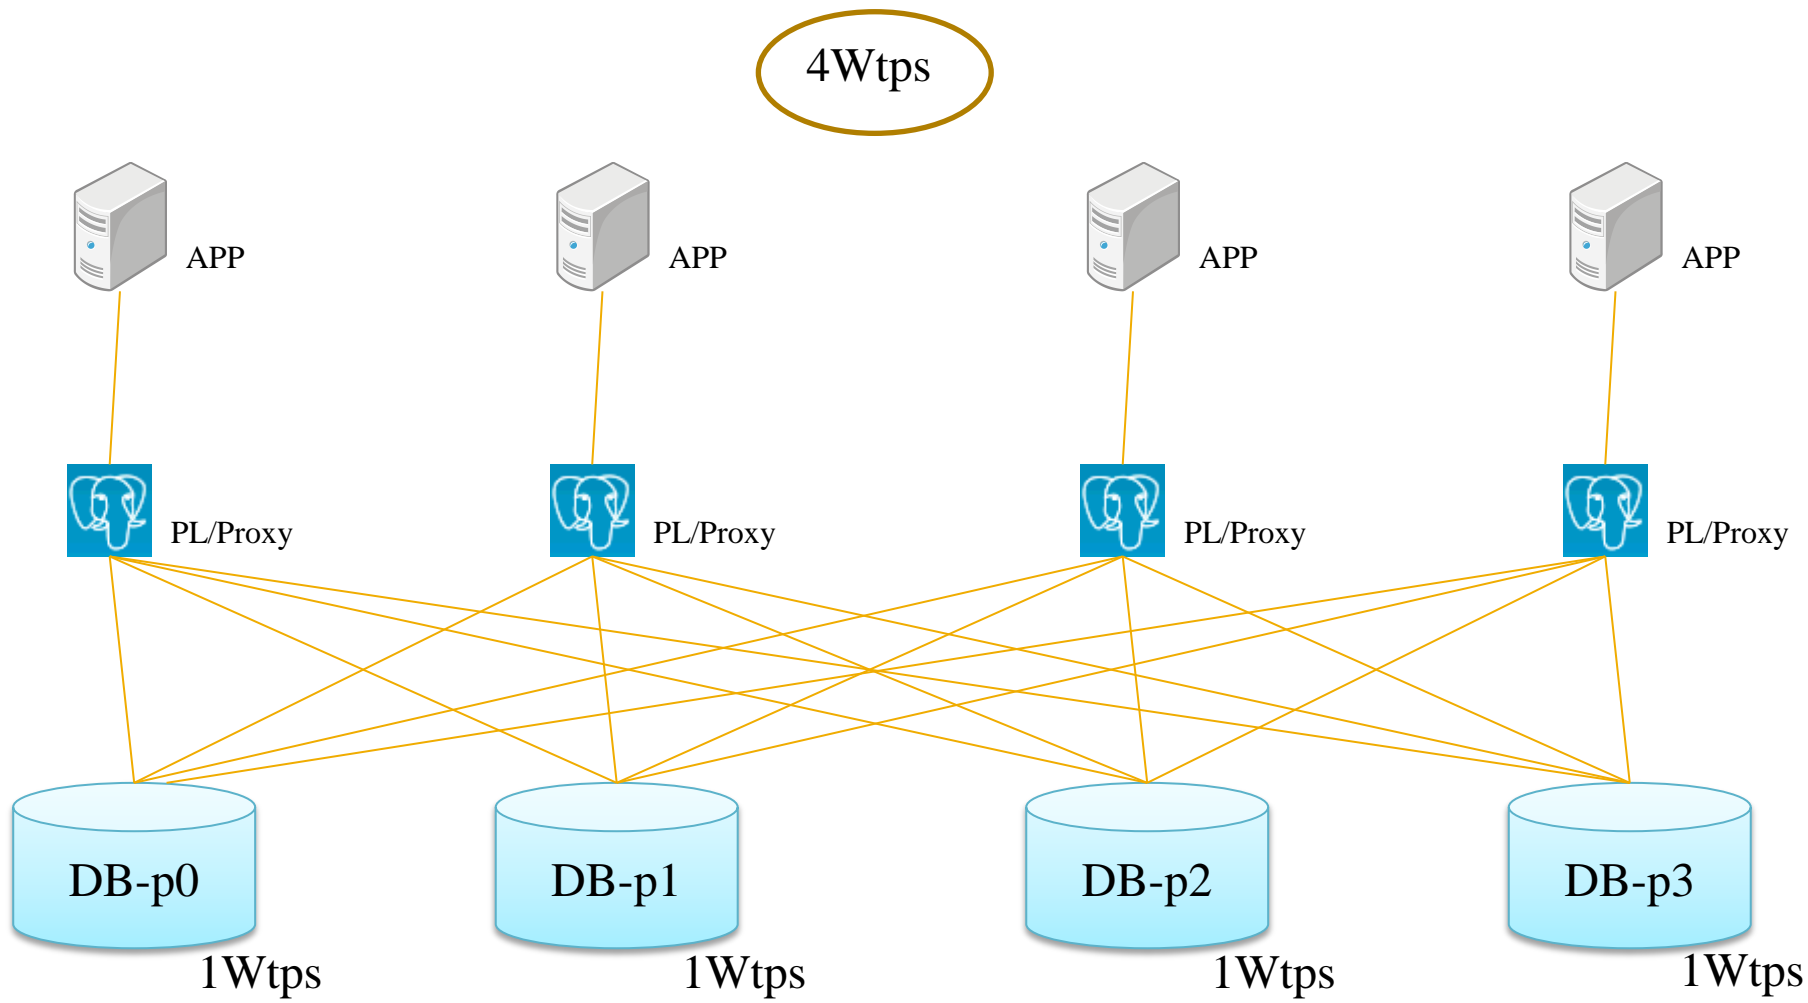 4Wtps
APP
APP
APP
APP
PL/Proxy
PL/Proxy
PL/Proxy
PL/Proxy
DB-p0
DB-p1
DB-p2
DB-p3
1Wtps
1Wtps
1Wtps
1Wtps